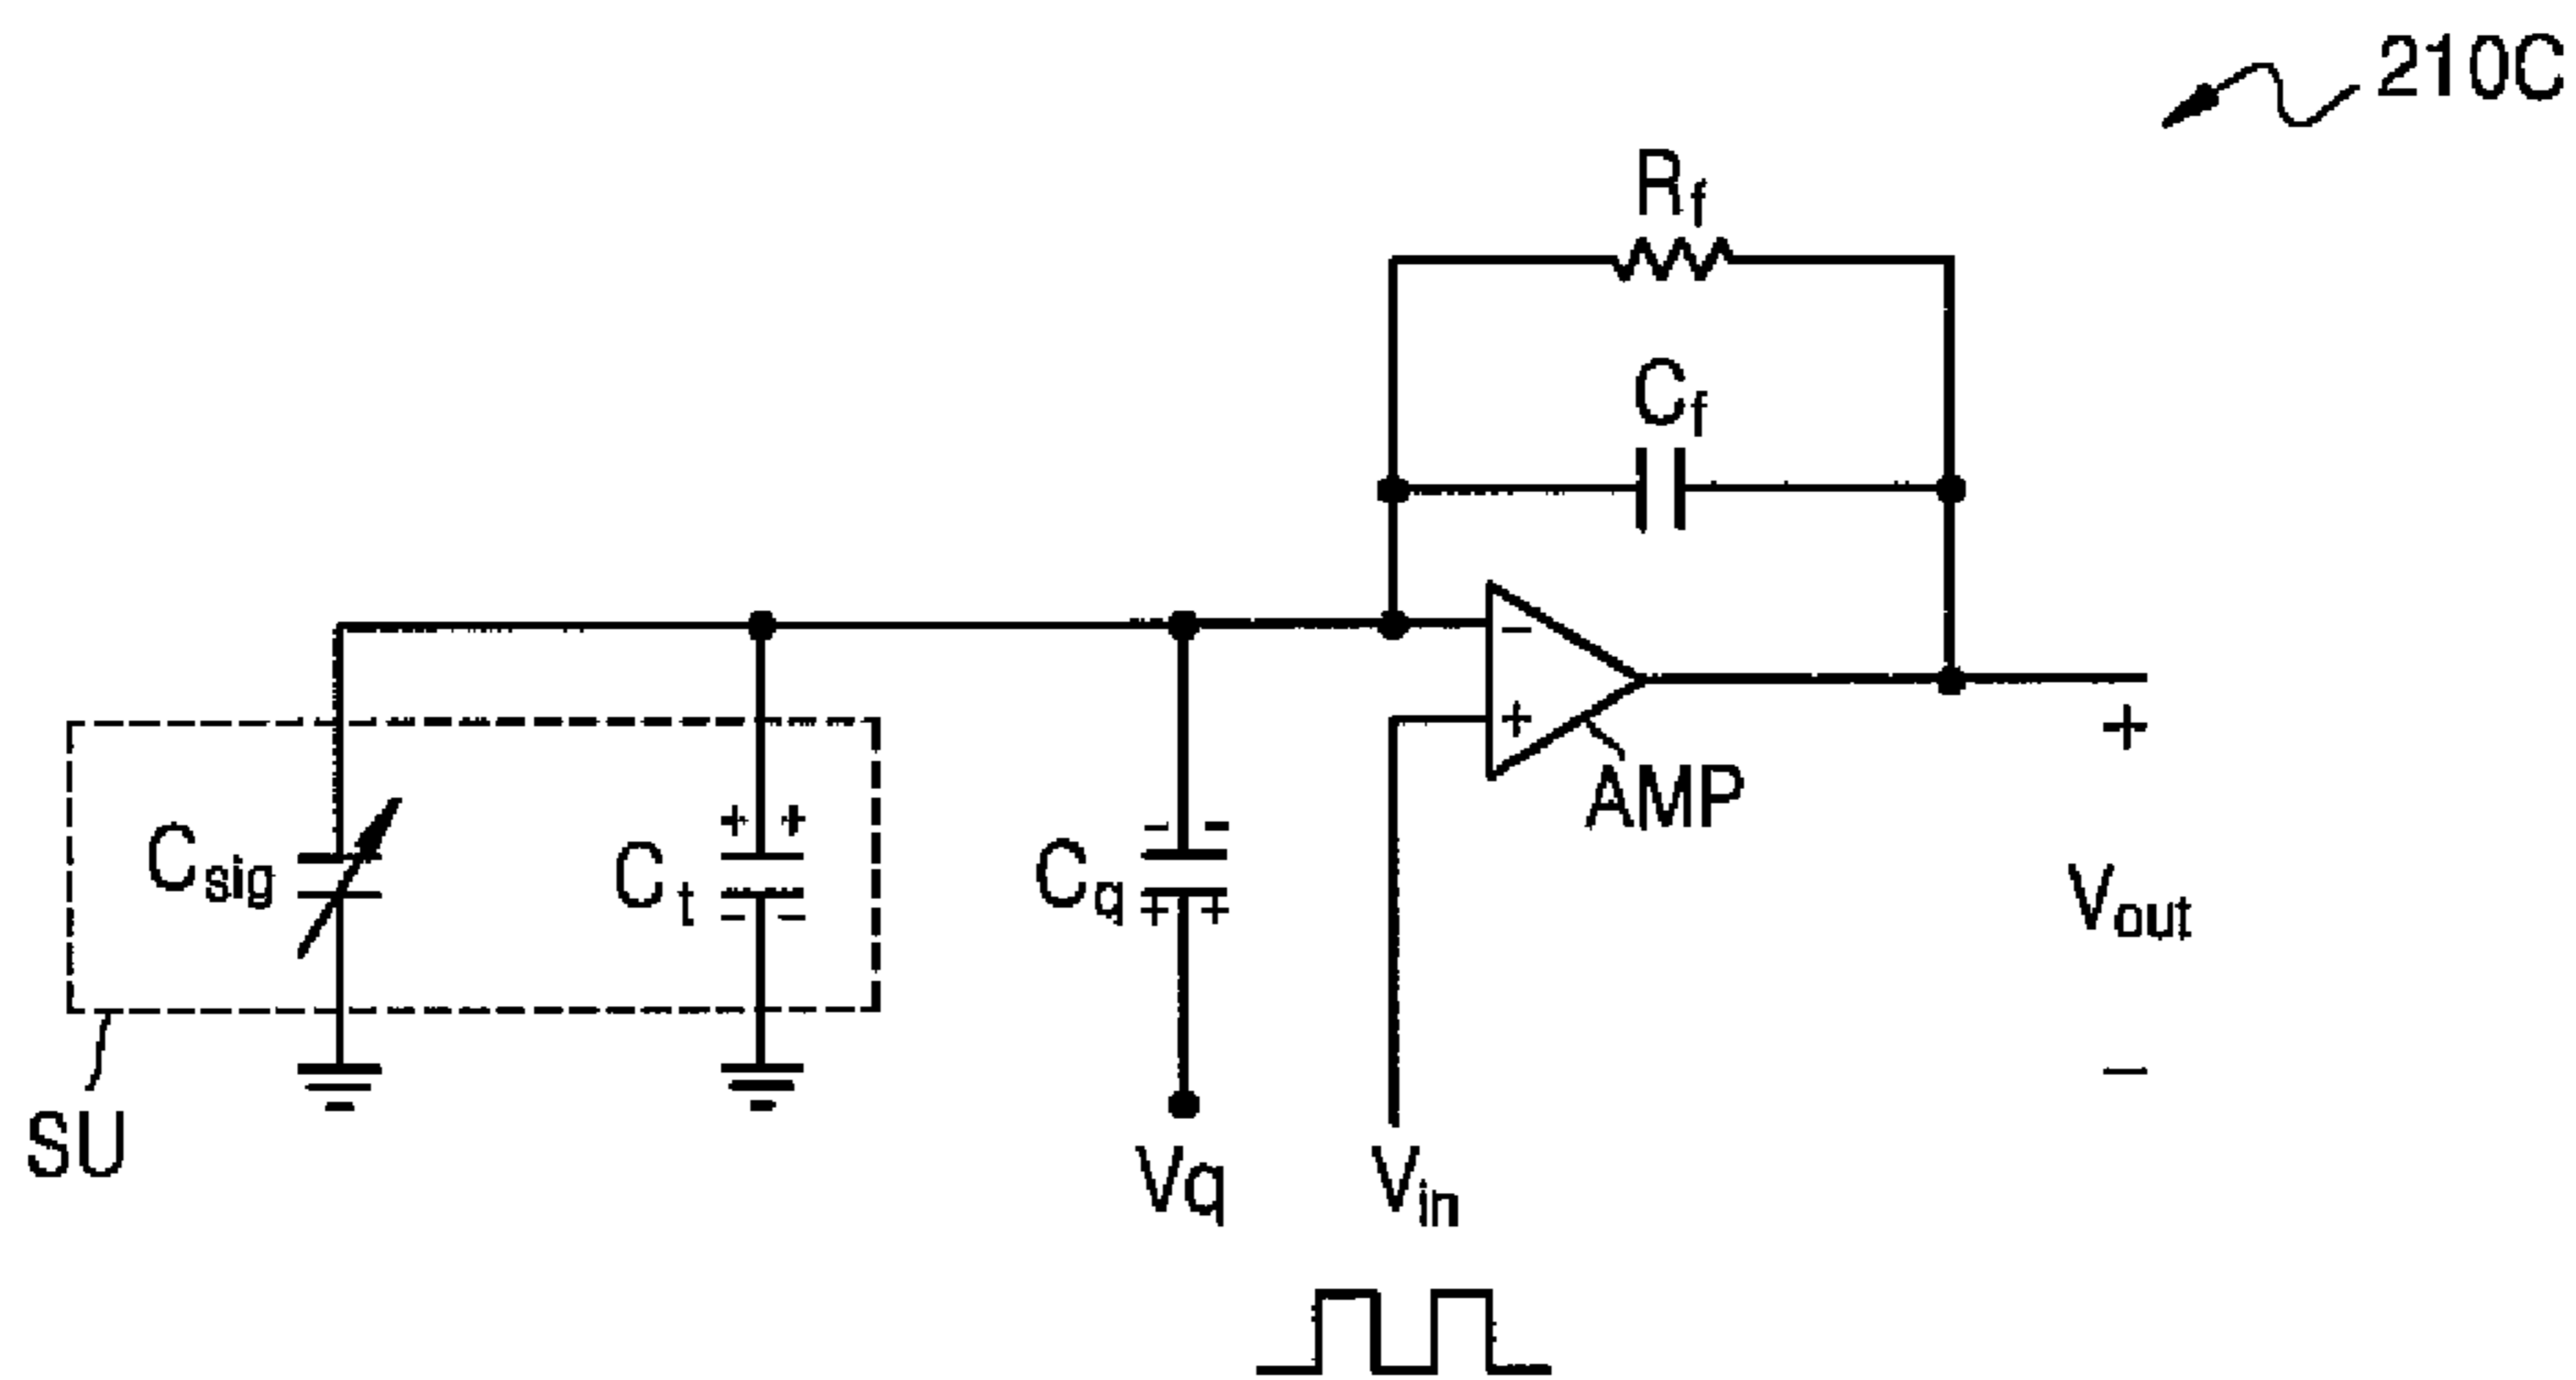 210C
Rf
Cf
- 
+
AMP
+
Vout
−
Csig
+ +
Ct
− −
- -
Cq
+ +
SU
Vq
Vin